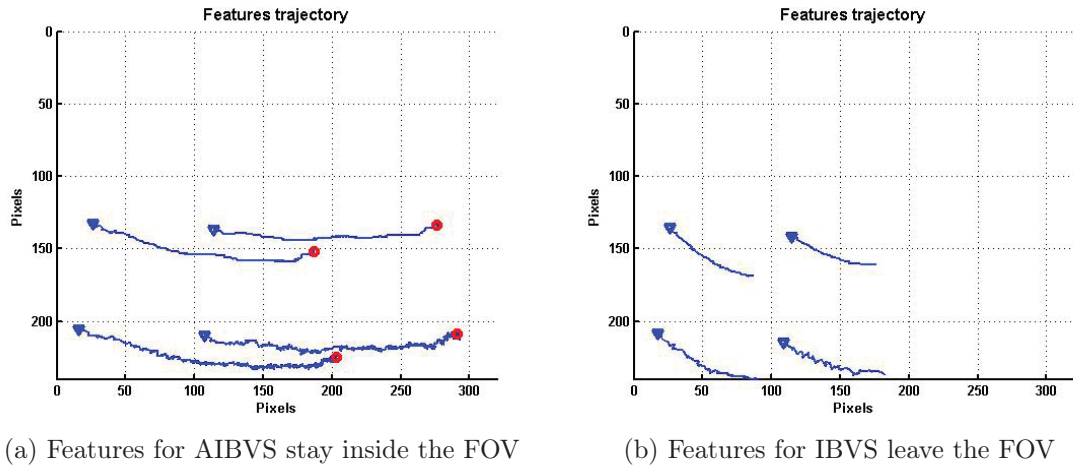 Features trajectory
0
50
100
150
200
Pixels
0 50 100 150 200 250 300
Pixels
(a) Features for AIBVS stay inside the FOV
Features trajectory
0
50
100
150
200
Pixels
0 50 100 150 200 250 300
Pixels
(b) Features for IBVS leave the FOV